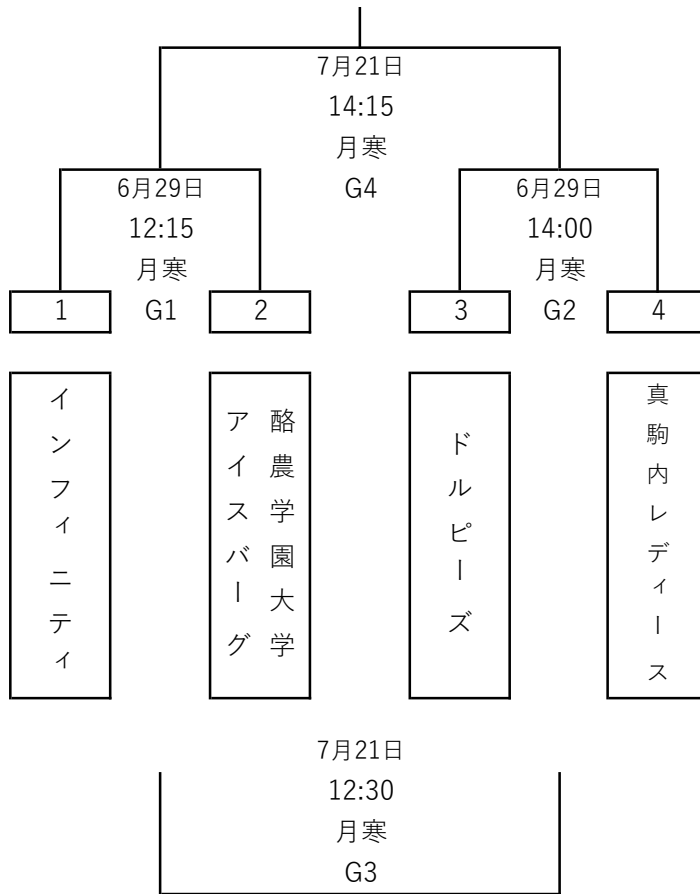 7月21日
14:15
月寒
G4
6月29日
12:15
月寒
G1
6月29日
14:00
月寒
G2
1
2
3
4
インフィニティ
酪農学園大学
アイスバーグ
ドルピーズ
真駒内レディース
7月21日
12:30
月寒
G3